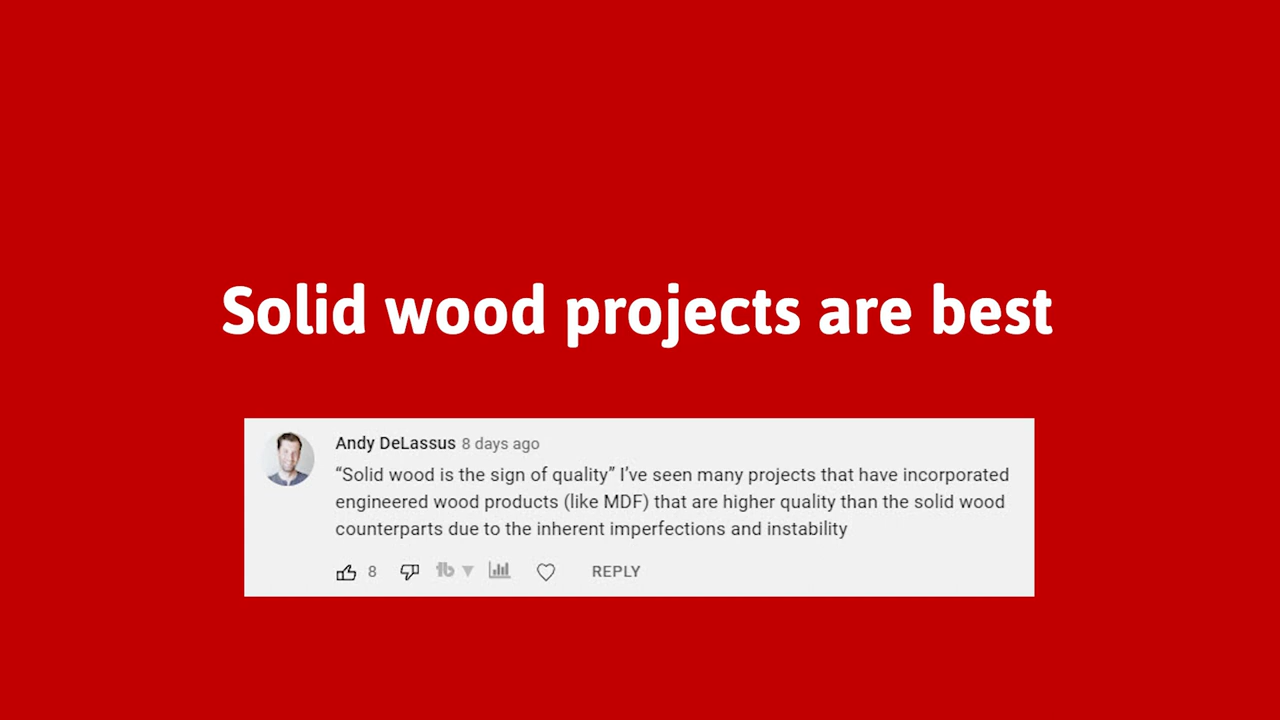 Solid wood projects are best
Andy DeLassus 8 days ago
“Solid wood is the sign of quality” I’ve seen many projects that have incorporated
engineered wood products (like MDF) that are higher quality than the solid wood
counterparts due to the inherent imperfections and instability
8 REPLY